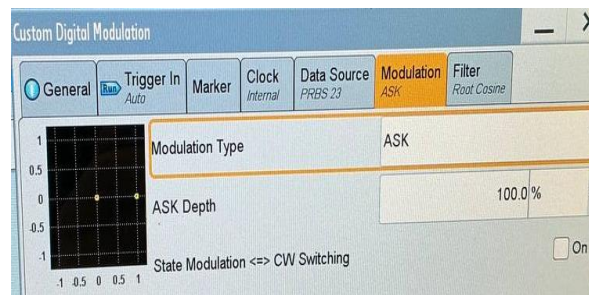 Custom Digital Modulation
General
Run Trigger In
Auto
Marker
Clock
Internal
Data Source
PRBS 23
Modulation
ASK
Filter
Root Cosine
Modulation Type ASK
ASK Depth 100.0 %
State Modulation <=> CW Switching On
1
0.5
0
-0.5
-1
-1 -0.5 0 0.5 1